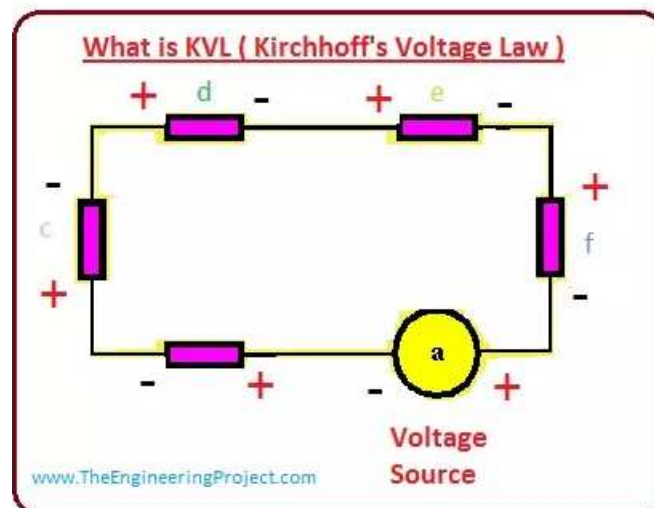 What is KVL ( Kirchhoff's Voltage Law )
+ d - + e -
- +
c f
+ -
a
- + - +
Voltage
Source
www.TheEngineeringProject.com